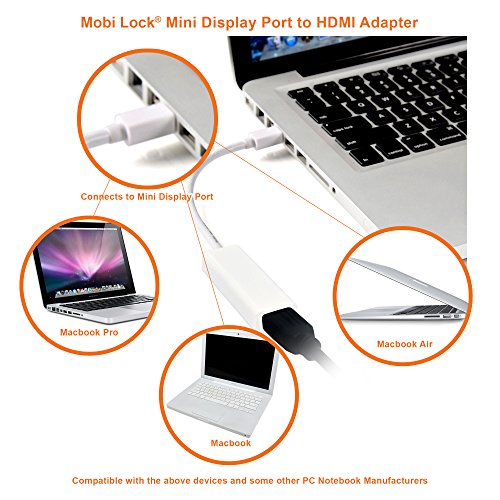 Mobi Lock® Mini Display Port to HDMI Adapter
Connects to Mini Display Port
Macbook Pro
Macbook Air
Macbook
Compatible with the above devices and some other PC Notebook Manufacturers